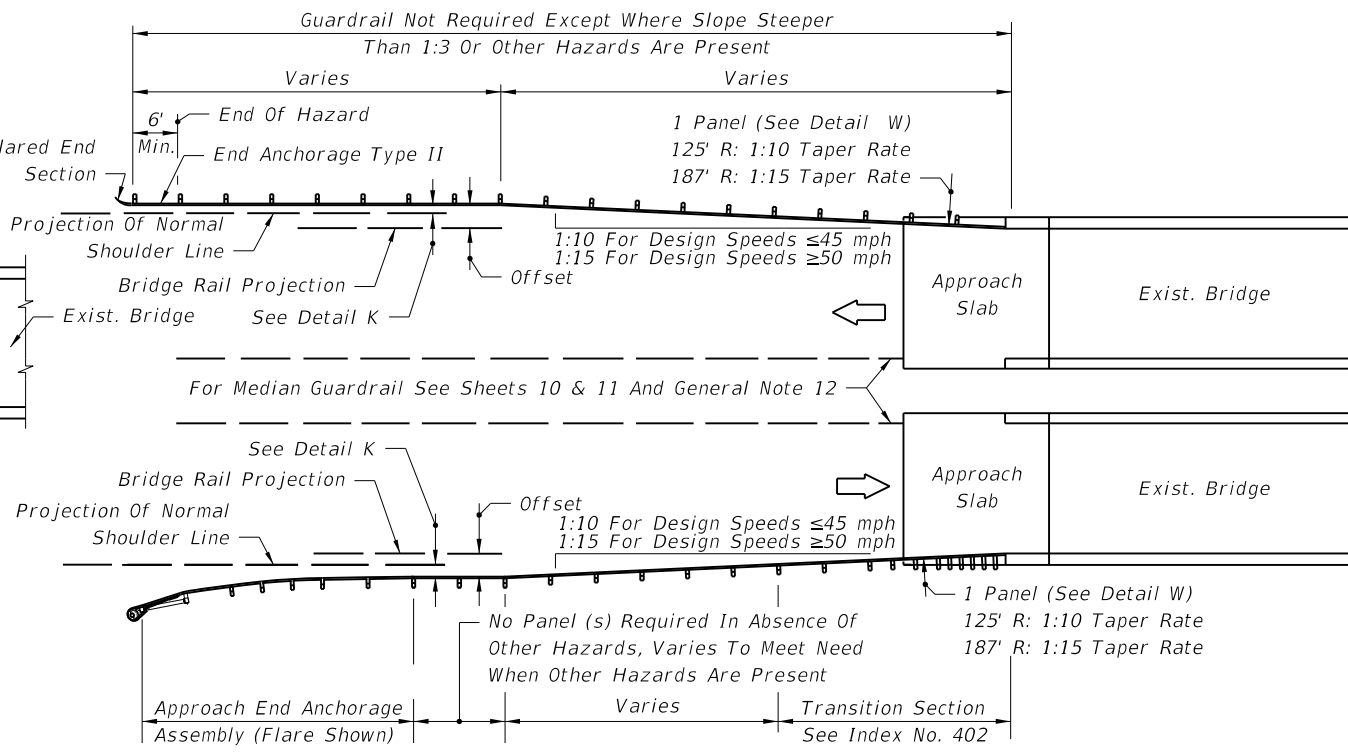 Guardrail Not Required Except Where Slope Steeper
Than 1:3 Or Other Hazards Are Present
Varies
Varies
6'
Min.
End Of Hazard
lared End
Section
End Anchorage Type II
1 Panel (See Detail W)
125' R: 1:10 Taper Rate
187' R: 1:15 Taper Rate
Projection Of Normal
Shoulder Line
Bridge Rail Projection
1:10 For Design Speeds ≤45 mph
1:15 For Design Speeds ≥50 mph
Offset
See Detail K
Exist. Bridge
Approach
Slab
Exist. Bridge
For Median Guardrail See Sheets 10 & 11 And General Note 12
See Detail K
Bridge Rail Projection
Projection Of Normal
Shoulder Line
Offset
1:10 For Design Speeds ≤45 mph
1:15 For Design Speeds ≥50 mph
Approach
Slab
Exist. Bridge
No Panel (s) Required In Absence Of
Other Hazards, Varies To Meet Need
When Other Hazards Are Present
1 Panel (See Detail W)
125' R: 1:10 Taper Rate
187' R: 1:15 Taper Rate
Approach End Anchorage
Assembly (Flare Shown)
Varies
Transition Section
See Index No. 402